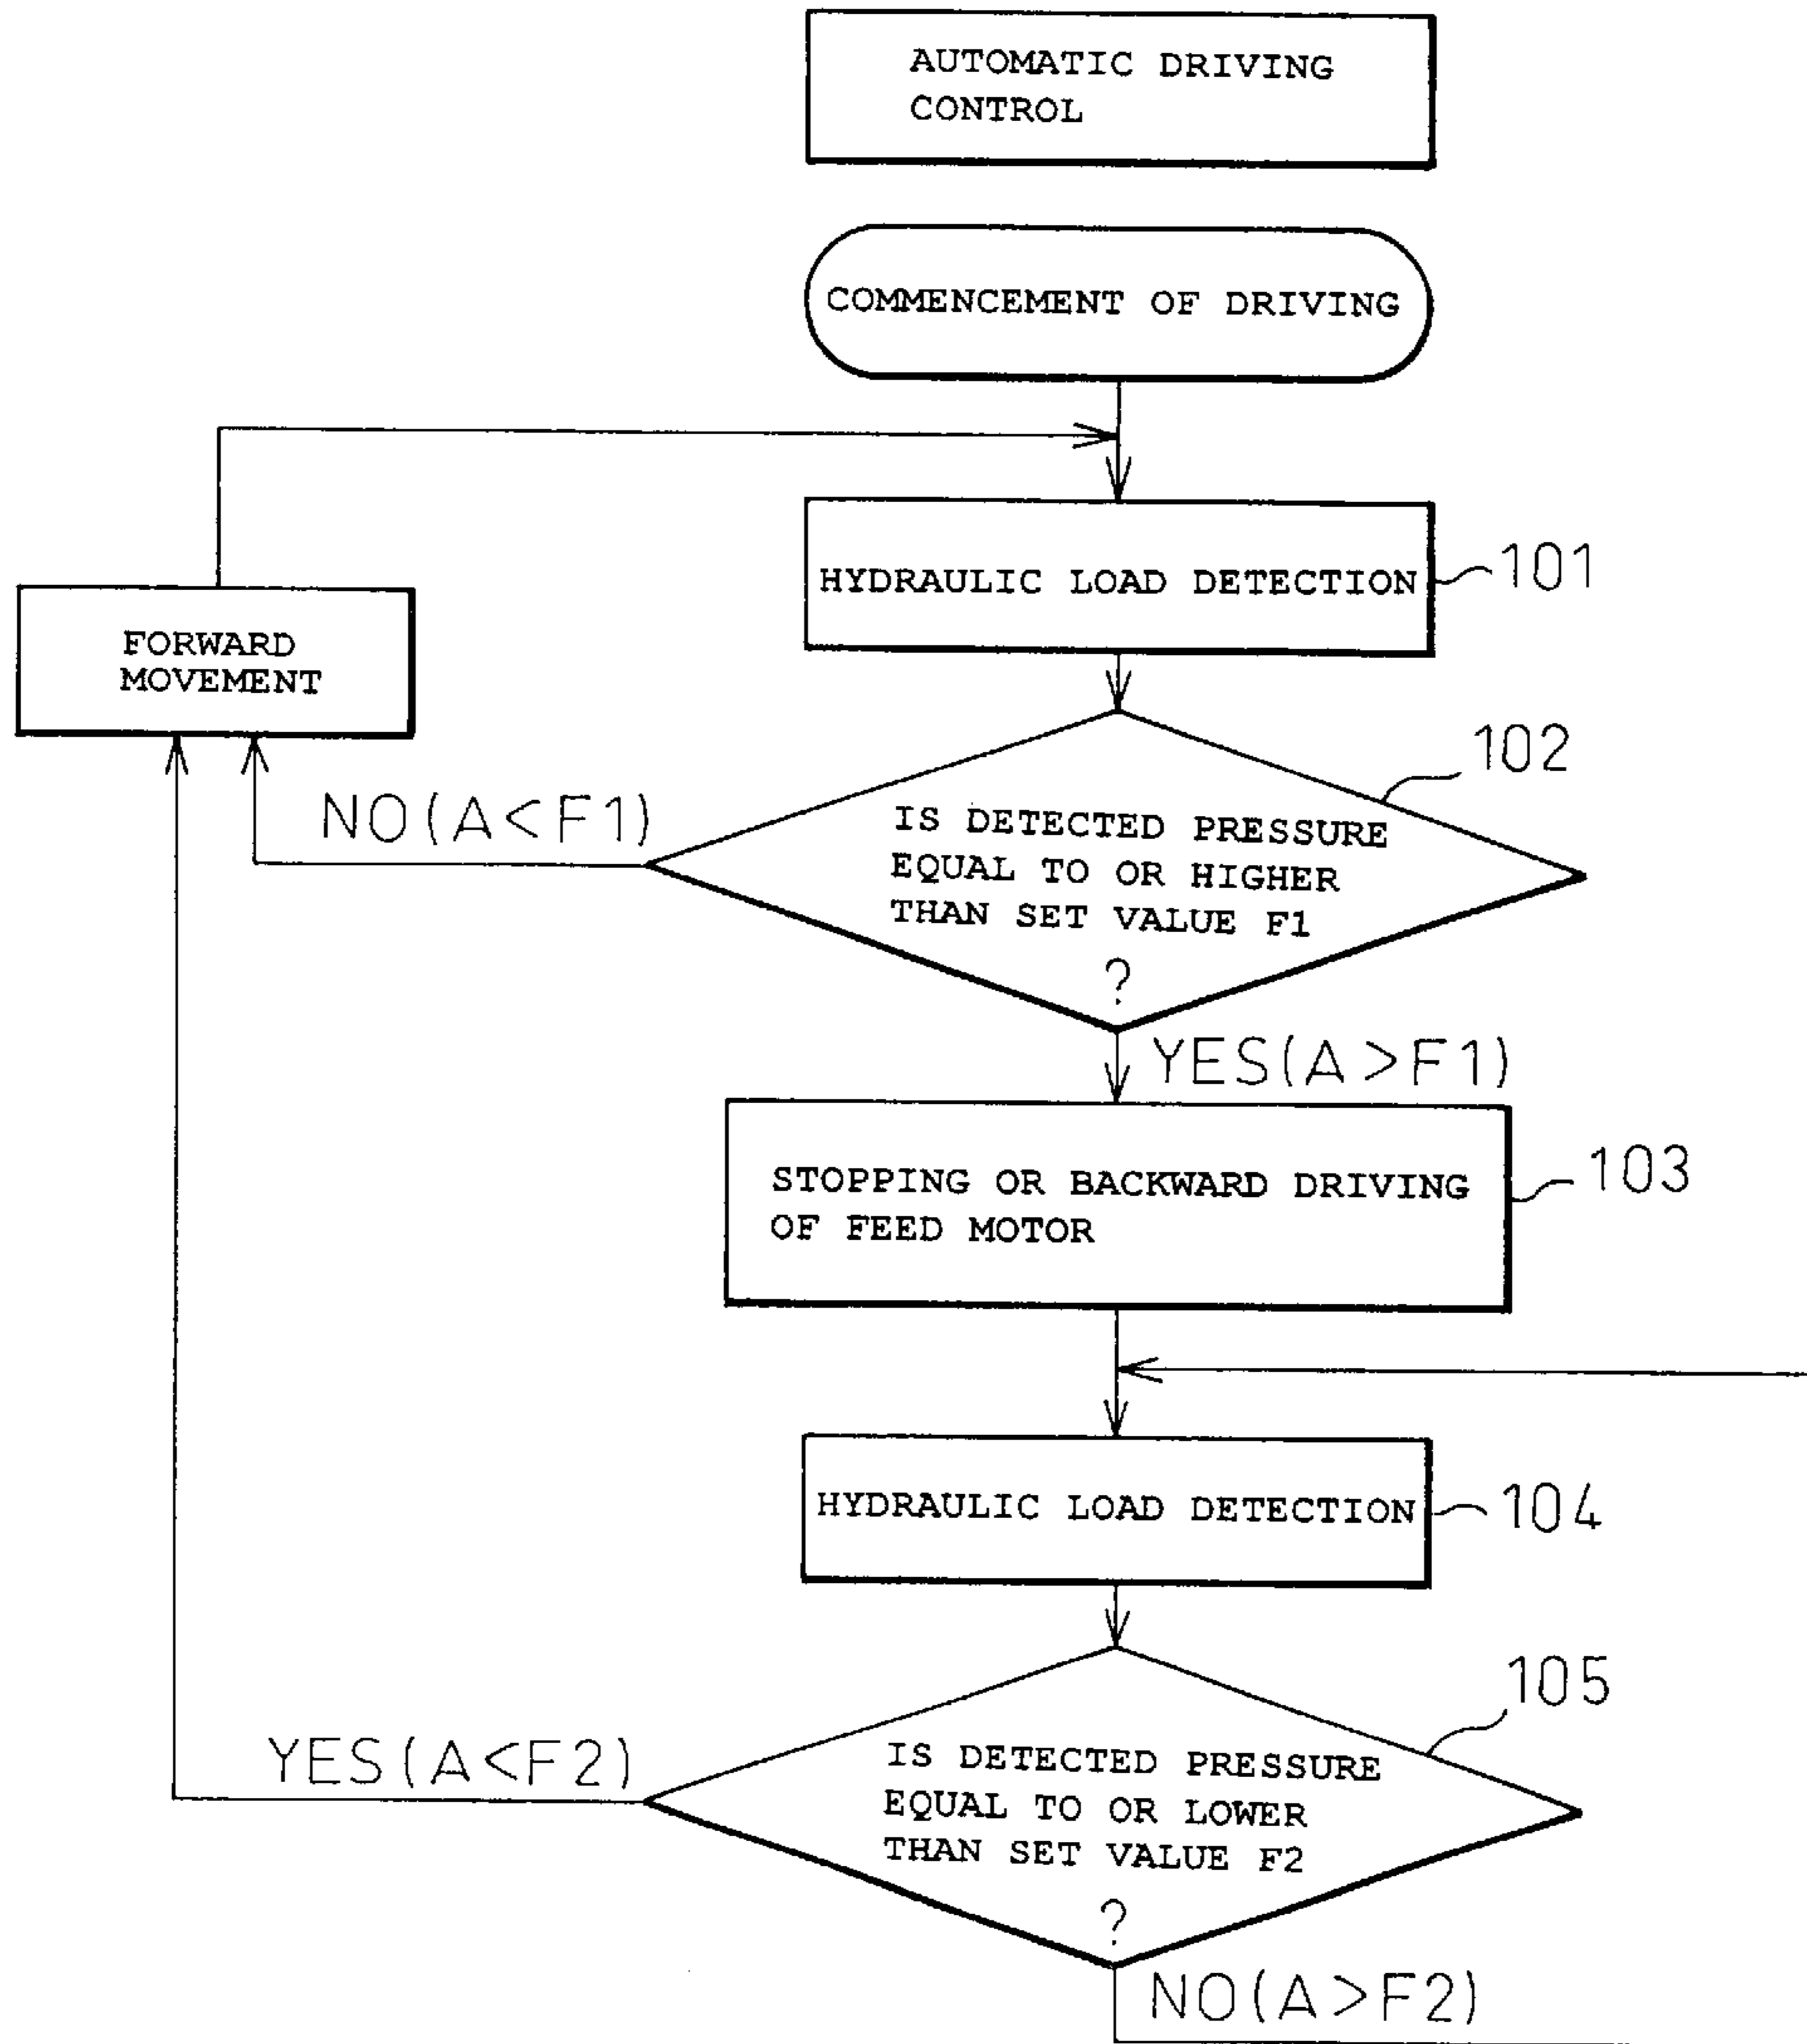 AUTOMATIC DRIVING
CONTROL
COMMENCEMENT OF DRIVING
HYDRAULIC LOAD DETECTION
101
FORWARD
MOVEMENT
102
NO(A<F1)
IS DETECTED PRESSURE
EQUAL TO OR HIGHER
THAN SET VALUE F1
?
YES(A>F1)
STOPPING OR BACKWARD DRIVING
OF FEED MOTOR
103
HYDRAULIC LOAD DETECTION
104
105
YES(A<F2)
IS DETECTED PRESSURE
EQUAL TO OR LOWER
THAN SET VALUE F2
?
NO(A>F2)